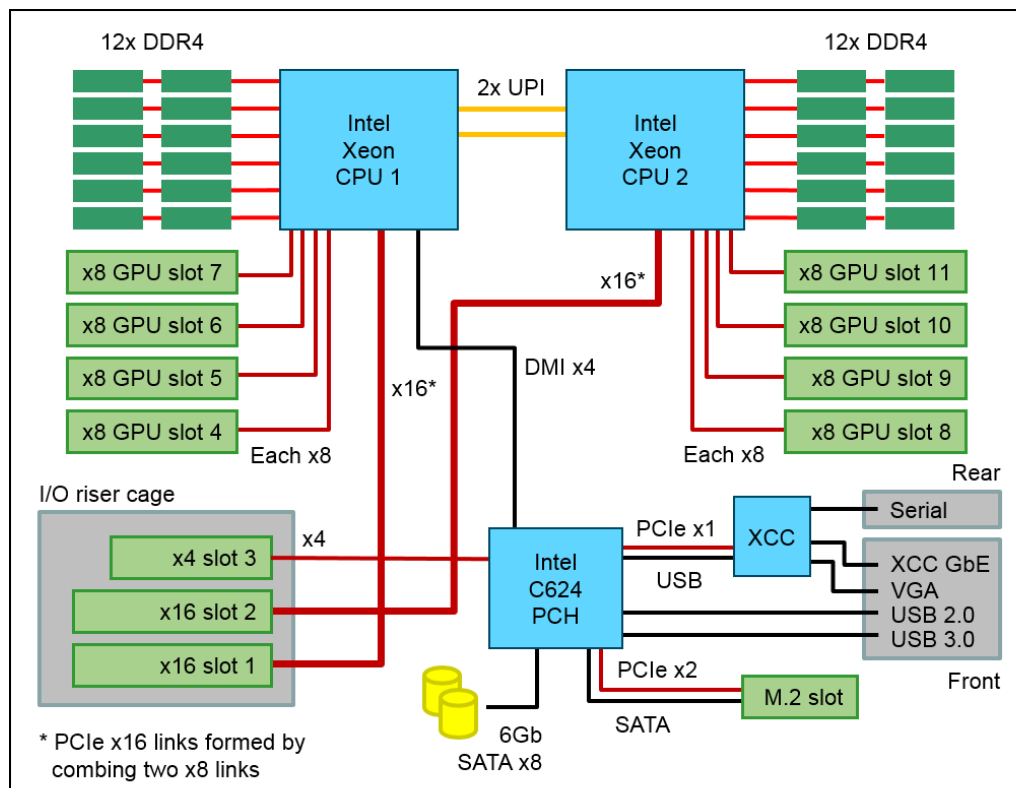 12x DDR4
12x DDR4
2x UPI
Intel
Xeon
CPU 1
Intel
Xeon
CPU 2
x8 GPU slot 7
x8 GPU slot 6
x8 GPU slot 5
x8 GPU slot 4
Each x8
x16*
x16*
DMI x4
x8 GPU slot 11
x8 GPU slot 10
x8 GPU slot 9
x8 GPU slot 8
Each x8
I/O riser cage
x4
x4 slot 3
x16 slot 2
x16 slot 1
Intel
C624
PCH
PCIe x1
USB
XCC
Rear
Serial
XCC GbE
VGA
USB 2.0
USB 3.0
Front
PCIe x2
SATA
M.2 slot
6Gb
SATA x8
* PCIe x16 links formed by
combing two x8 links